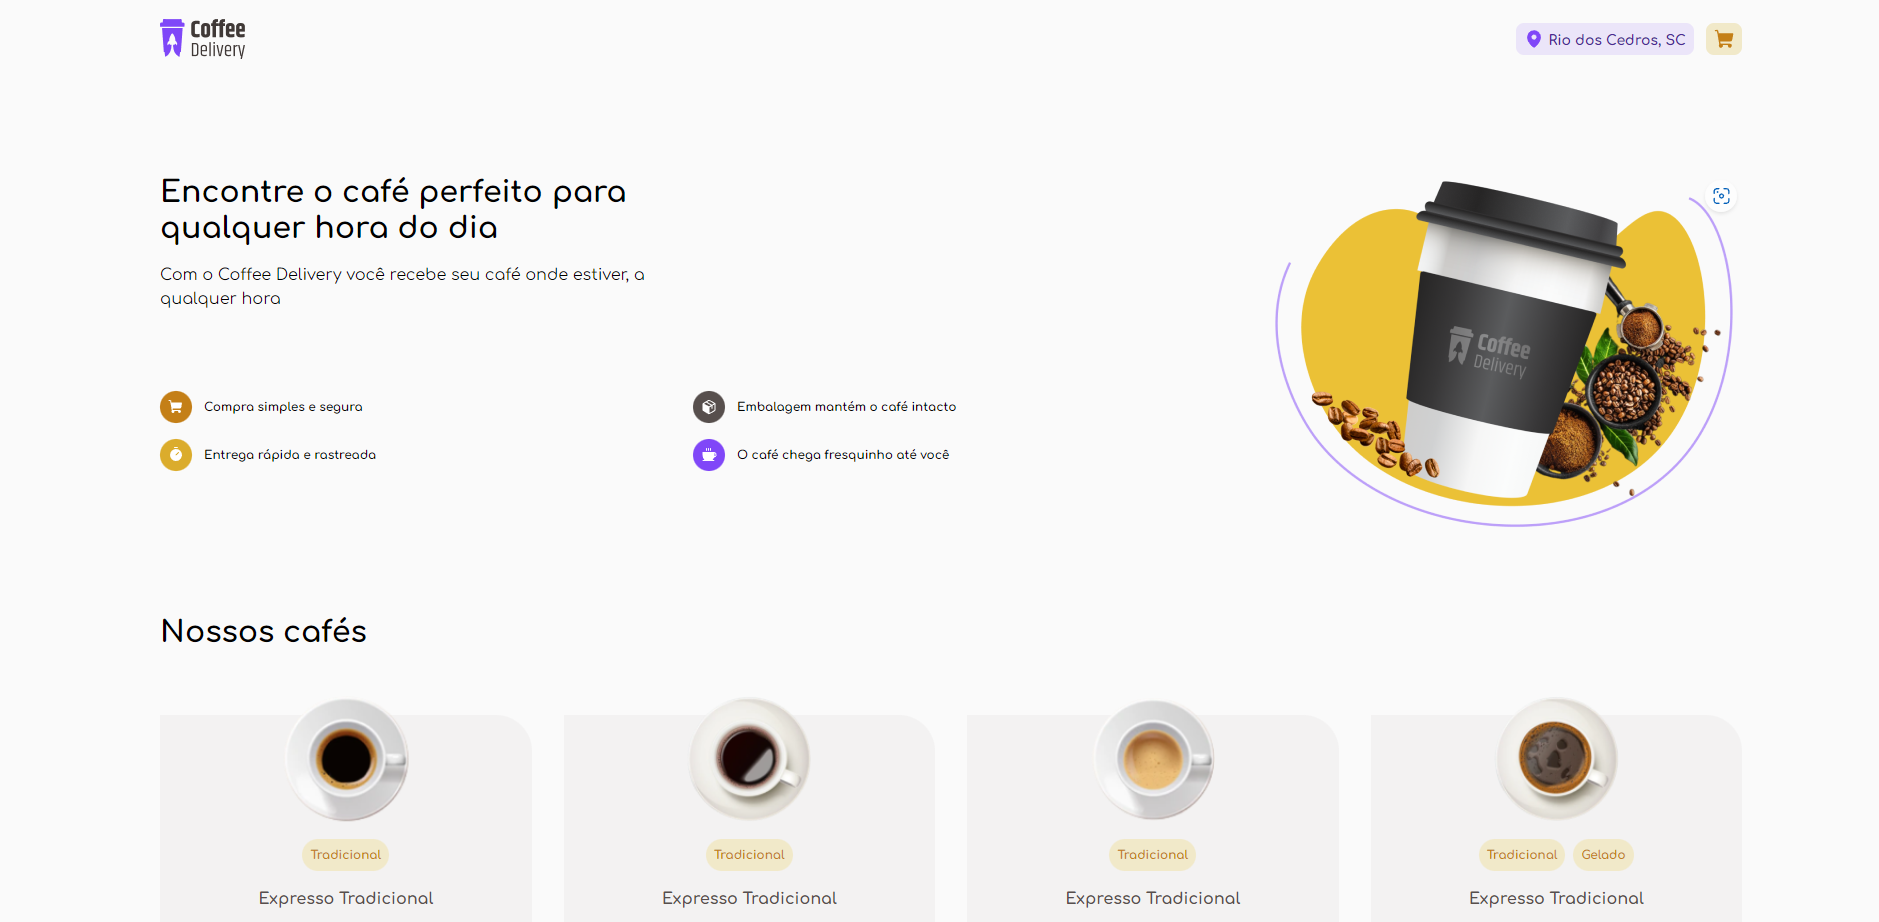 Coffee
Delivery
Rio dos Cedros, SC
Encontre o café perfeito para
qualquer hora do dia
Com o Coffee Delivery você recebe seu café onde estiver, a
qualquer hora
Compra simples e segura
Embalagem mantém o café intacto
Entrega rápida e rastreada
O café chega fresquinho até você
Coffee
Delivery
Nossos cafés
Tradicional
Tradicional
Tradicional
Tradicional Gelado
Expresso Tradicional
Expresso Tradicional
Expresso Tradicional
Expresso Tradicional